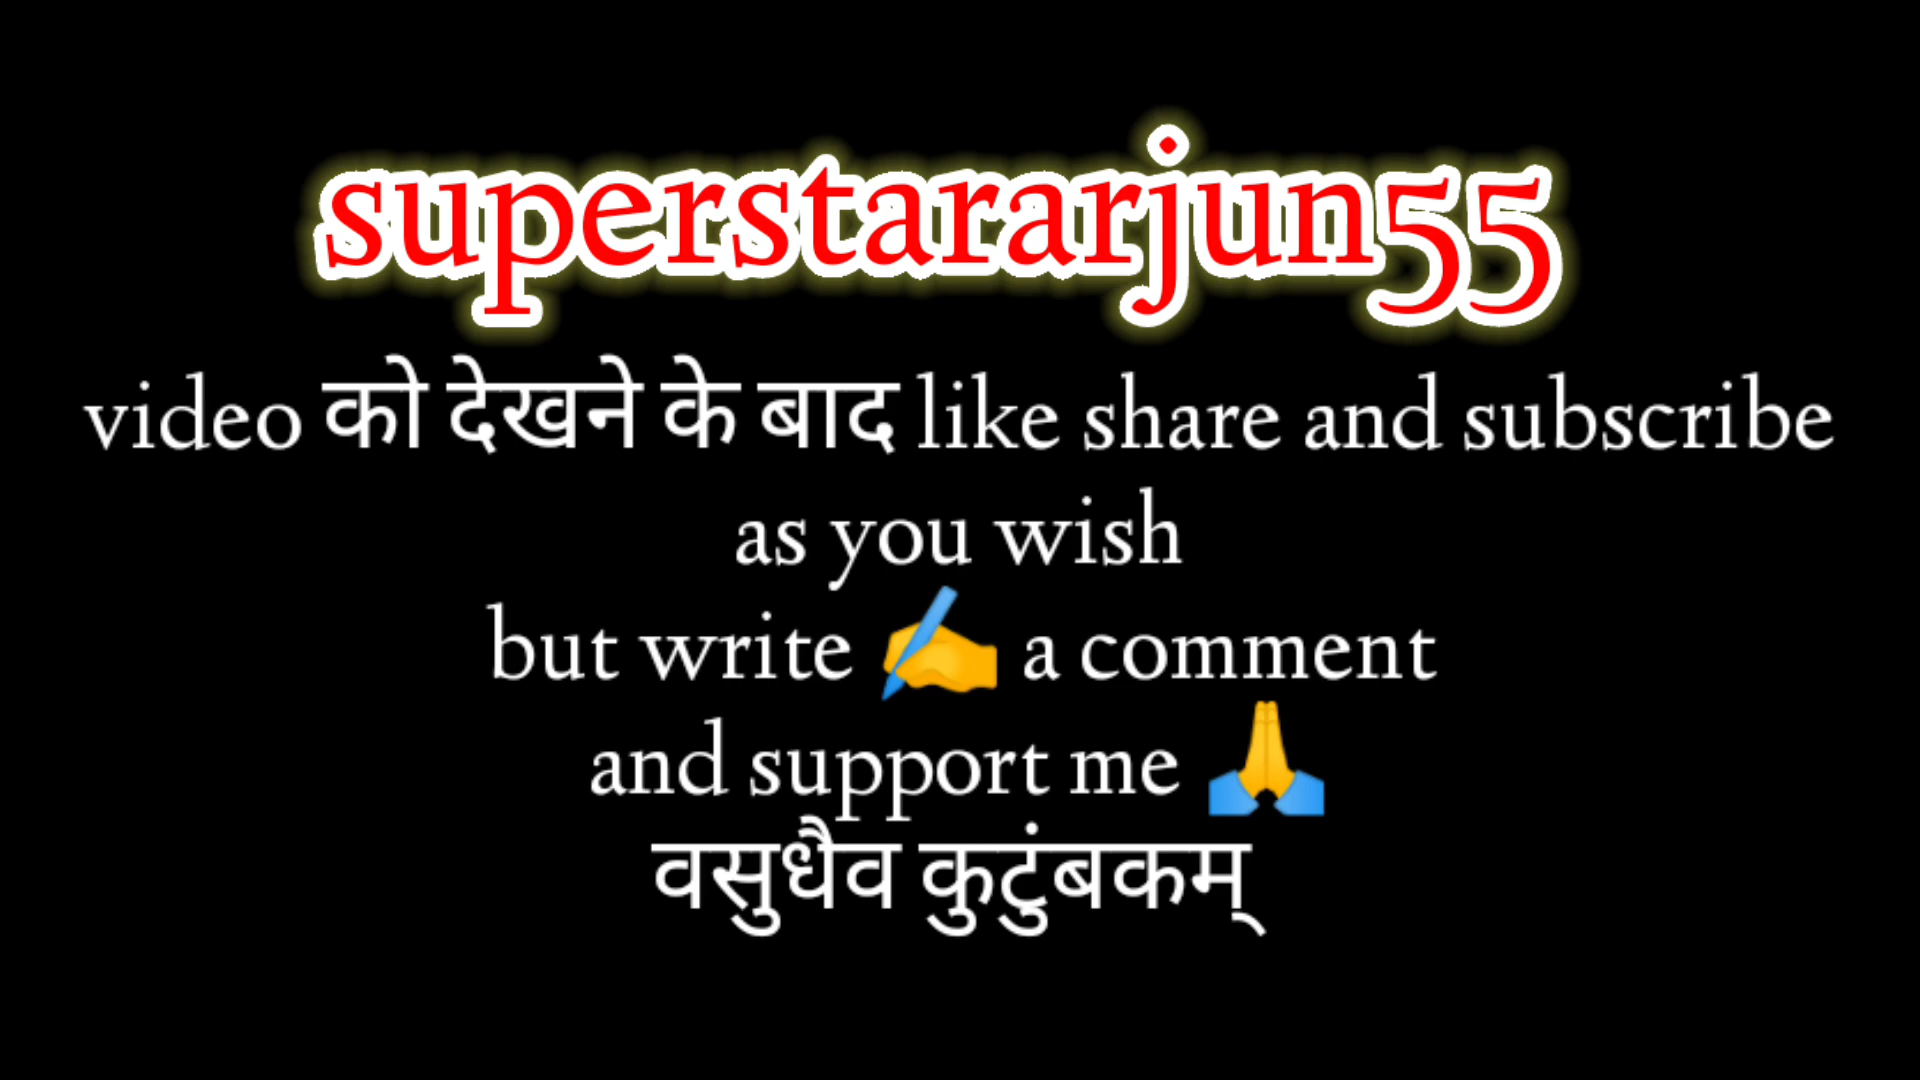 superstararjun55
video को देखने के बाद like share and subscribe
as you wish
but write ✍️ a comment
and support me 🙏
वसुधैव कुटुंबकम्